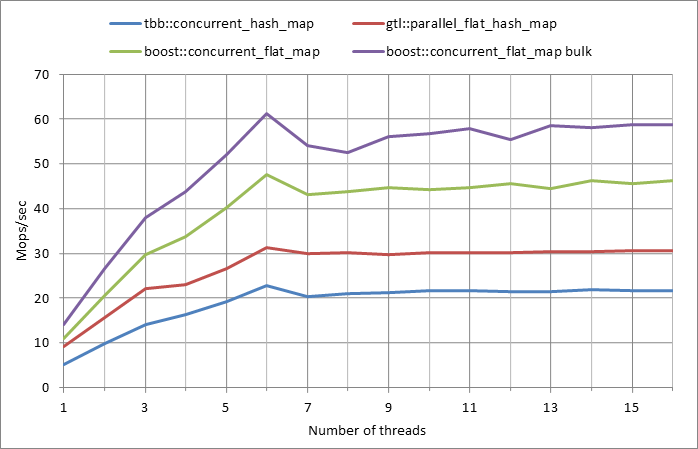 tbb::concurrent_hash_map
gtl::parallel_flat_hash_map
boost::concurrent_flat_map
boost::concurrent_flat_map bulk
70
60
50
40
30
20
10
0
Mops/sec
1 3 5 7 9 11 13 15
Number of threads